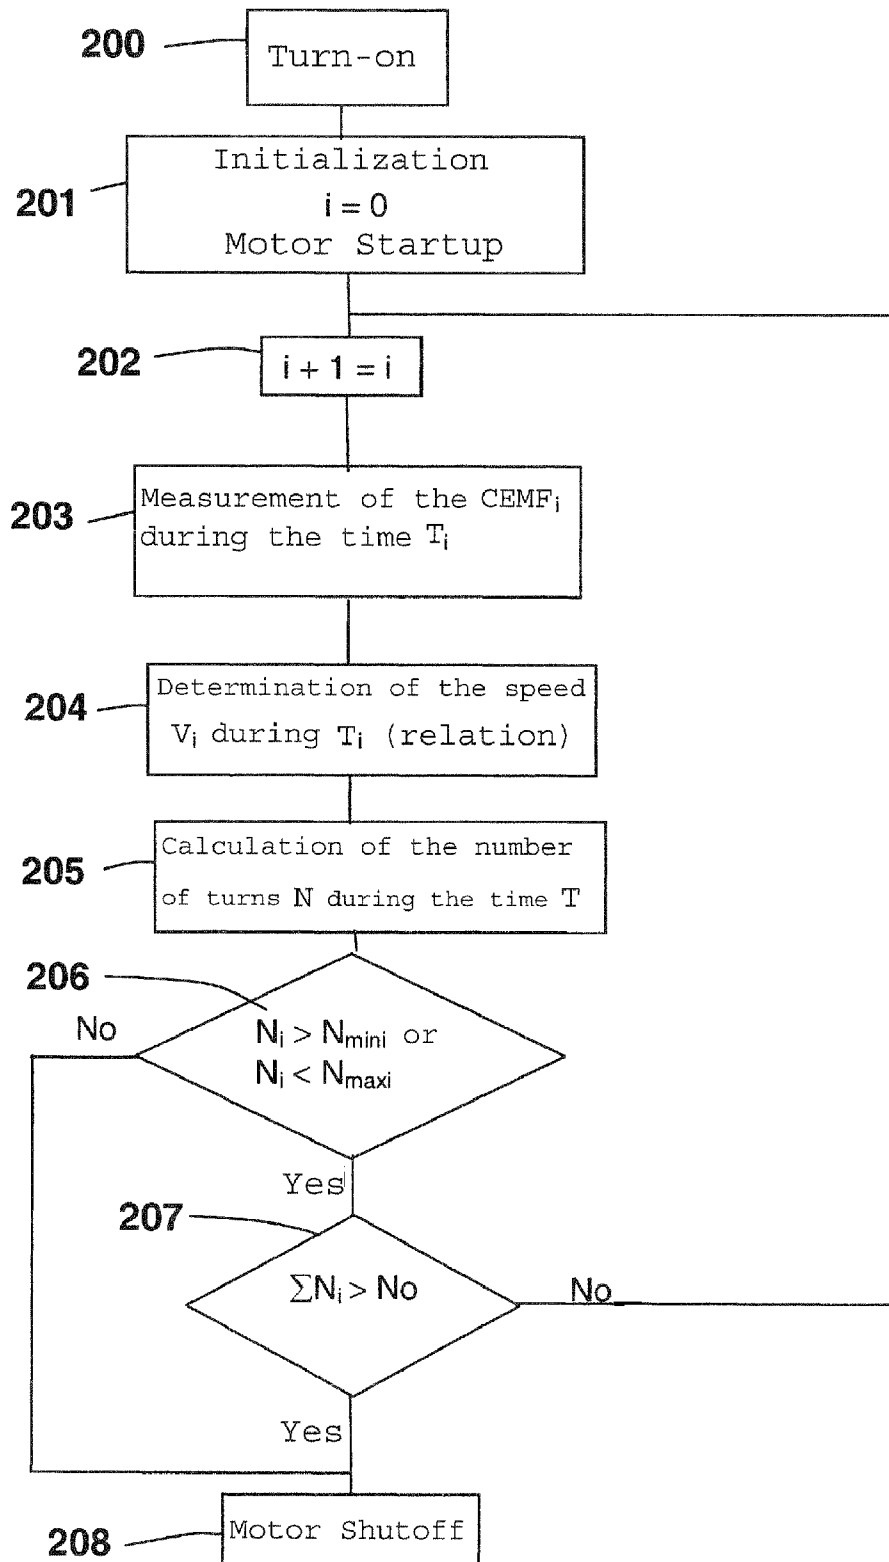 200
Turn-on
Initialization
201
i = 0
Motor Startup
202
i + 1 = i
Measurement of the CEMFi
203
during the time Ti
Determination of the speed
204
Vi during Ti (relation)
Calculation of the number
205
of turns N during the time T
206
No
Ni > Nmini or
Ni < Nmaxi
Yes
207
∑Ni > No
No
Yes
Motor Shutoff
208